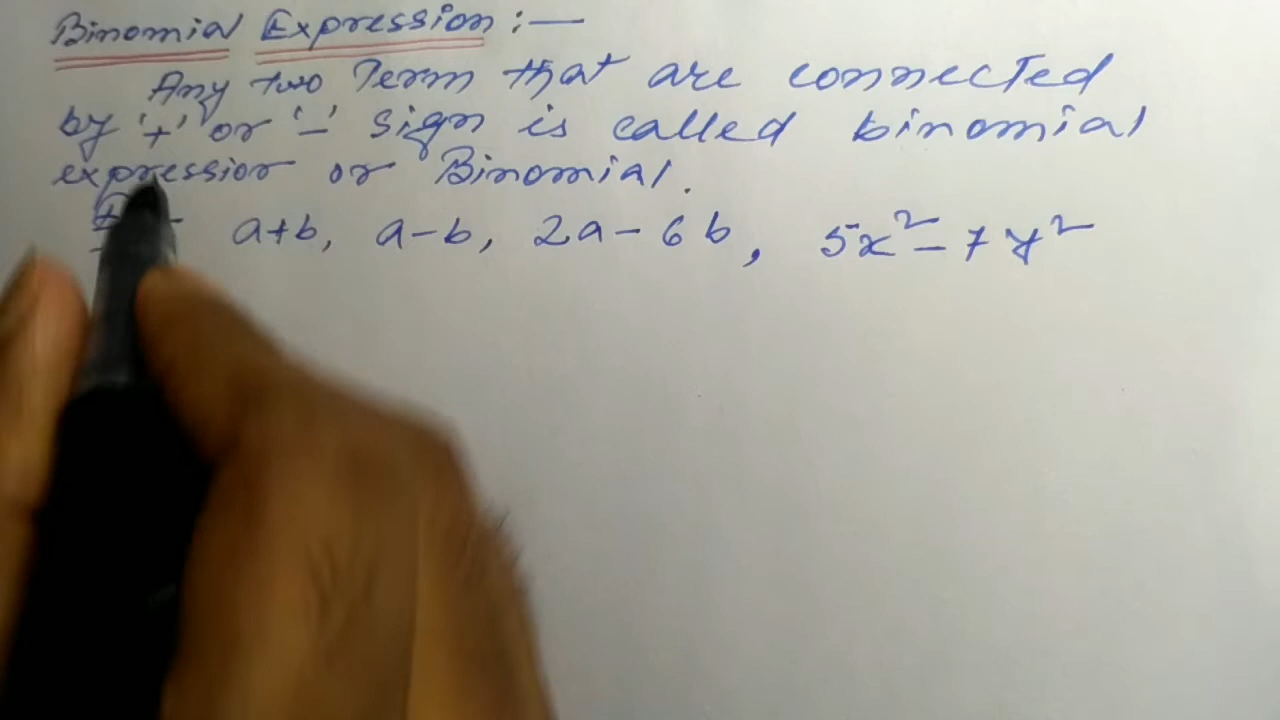 Binomial Expression :—
Any two Term that are connected
by '+' or '-' sign is called binomial
expression or Binomial.
a+b, a-b, 2a-6b, 5x²-7y²